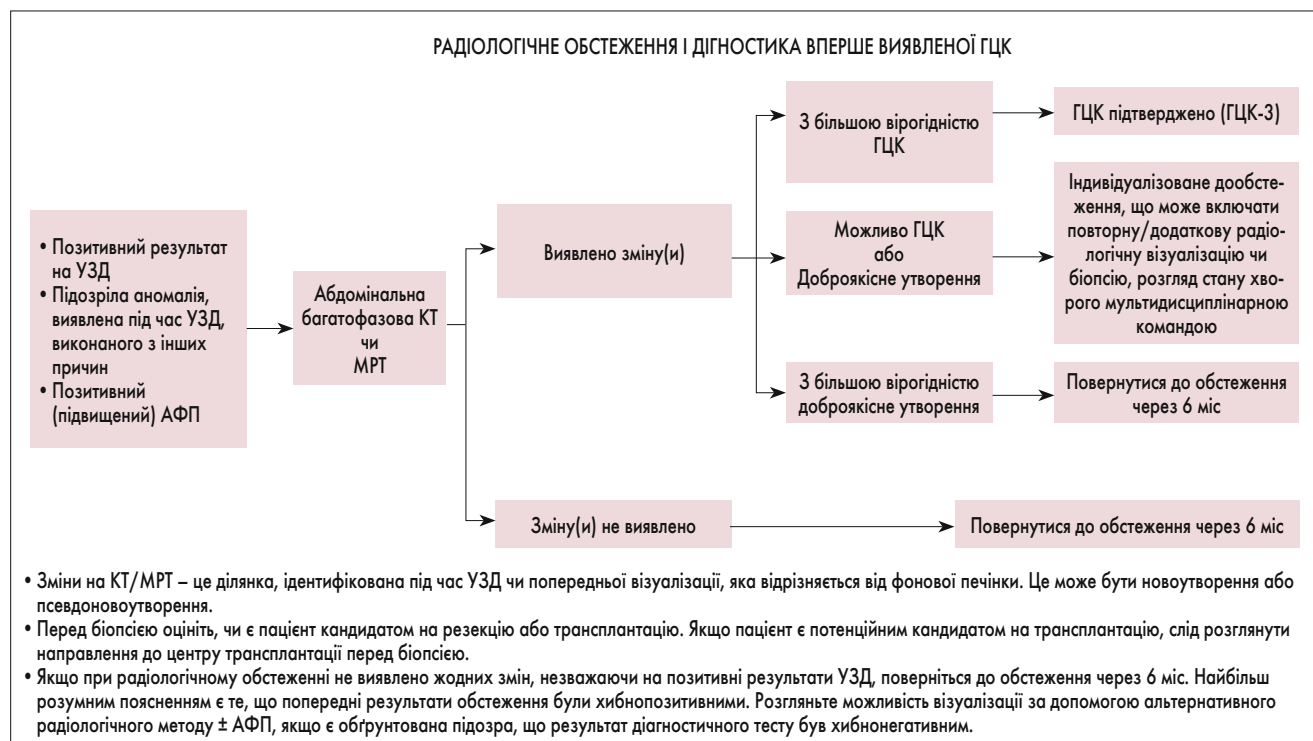 РАДІОЛОГІЧНЕ ОБСТЕЖЕННЯ І ДІГНОСТИКА ВПЕРШЕ ВИЯВЛЕНОЇ ГЦК
• Позитивний результат
на УЗД
• Підозріла аномалія,
виявлена під час УЗД,
виконаного з інших
причин
• Позитивний
(підвищений) АФП
Абдомінальна
багатофазова КТ
чи
МРТ
Виявлено зміну(и)
З більшою вірогідністю
ГЦК
ГЦК підтверджено (ГЦК-3)
Можливо ГЦК
або
Доброякісне утворення
Індивідуалізоване дообсте-
ження, що може включати
повторну/додаткову радіо-
логічну візуалізацію чи
біопсію, розгляд стану хво-
рого мультидисциплінарною
командою
З більшою вірогідністю
доброякісне утворення
Повернутися до обстеження
через 6 міс
Зміну(и) не виявлено
Повернутися до обстеження через 6 міс
• Зміни на КТ/МРТ – це ділянка, ідентифікована під час УЗД чи попередньої візуалізації, яка відрізняється від фонової печінки. Це може бути новоутворення або
псевдоновоутворення.
• Перед біопсією оцініть, чи є пацієнт кандидатом на резекцію або трансплантацію. Якщо пацієнт є потенційним кандидатом на трансплантацію, слід розглянути
направлення до центру трансплантації перед біопсією.
• Якщо при радіологічному обстеженні не виявлено жодних змін, незважаючи на позитивні результати УЗД, поверніться до обстеження через 6 міс. Найбільш
розумним поясненням є те, що попередні результати обстеження були хибнопозитивними. Розгляньте можливість візуалізації за допомогою альтернативного
радіологічного методу ± АФП, якщо є обґрунтована підозра, що результат діагностичного тесту був хибнонегативним.